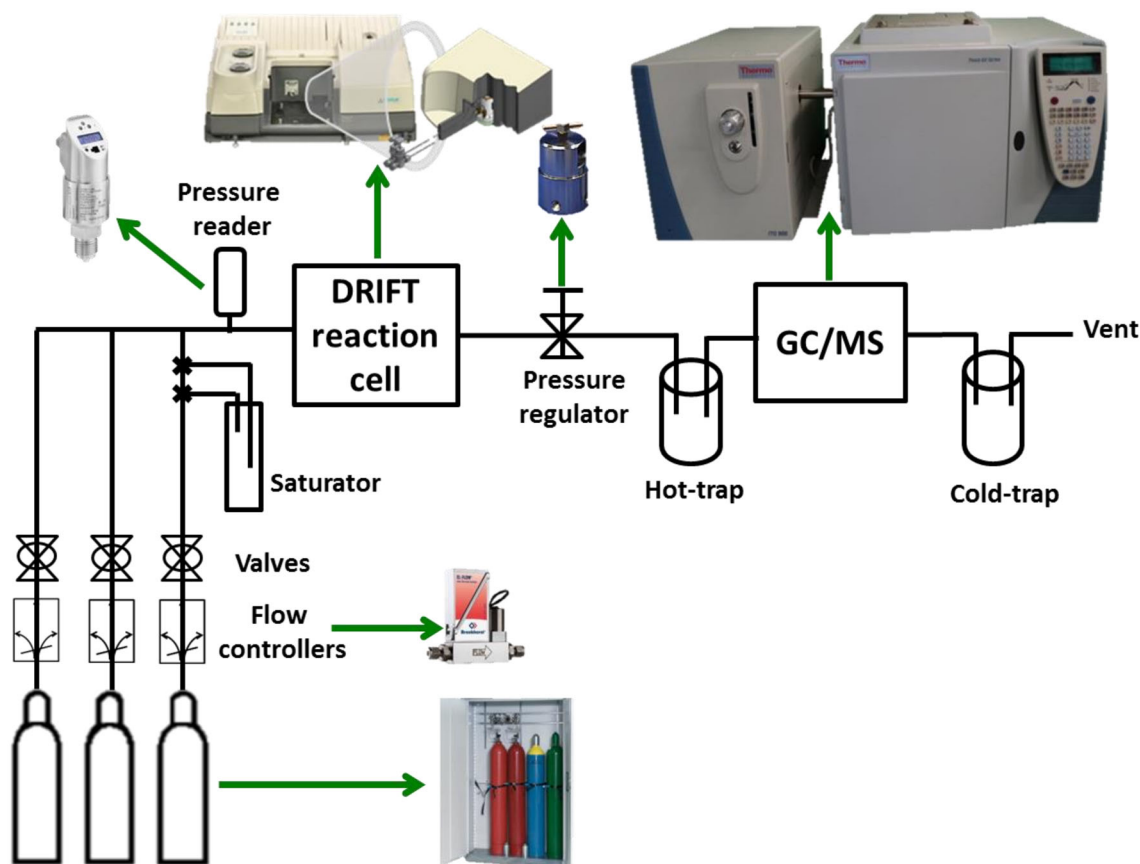 Thermo
Thermo
Pressure
reader
DRIFT
reaction
cell
GC/MS
Vent
Pressure
regulator
Saturator
Hot-trap
Cold-trap
Valves
Flow
controllers
Bronkhorst